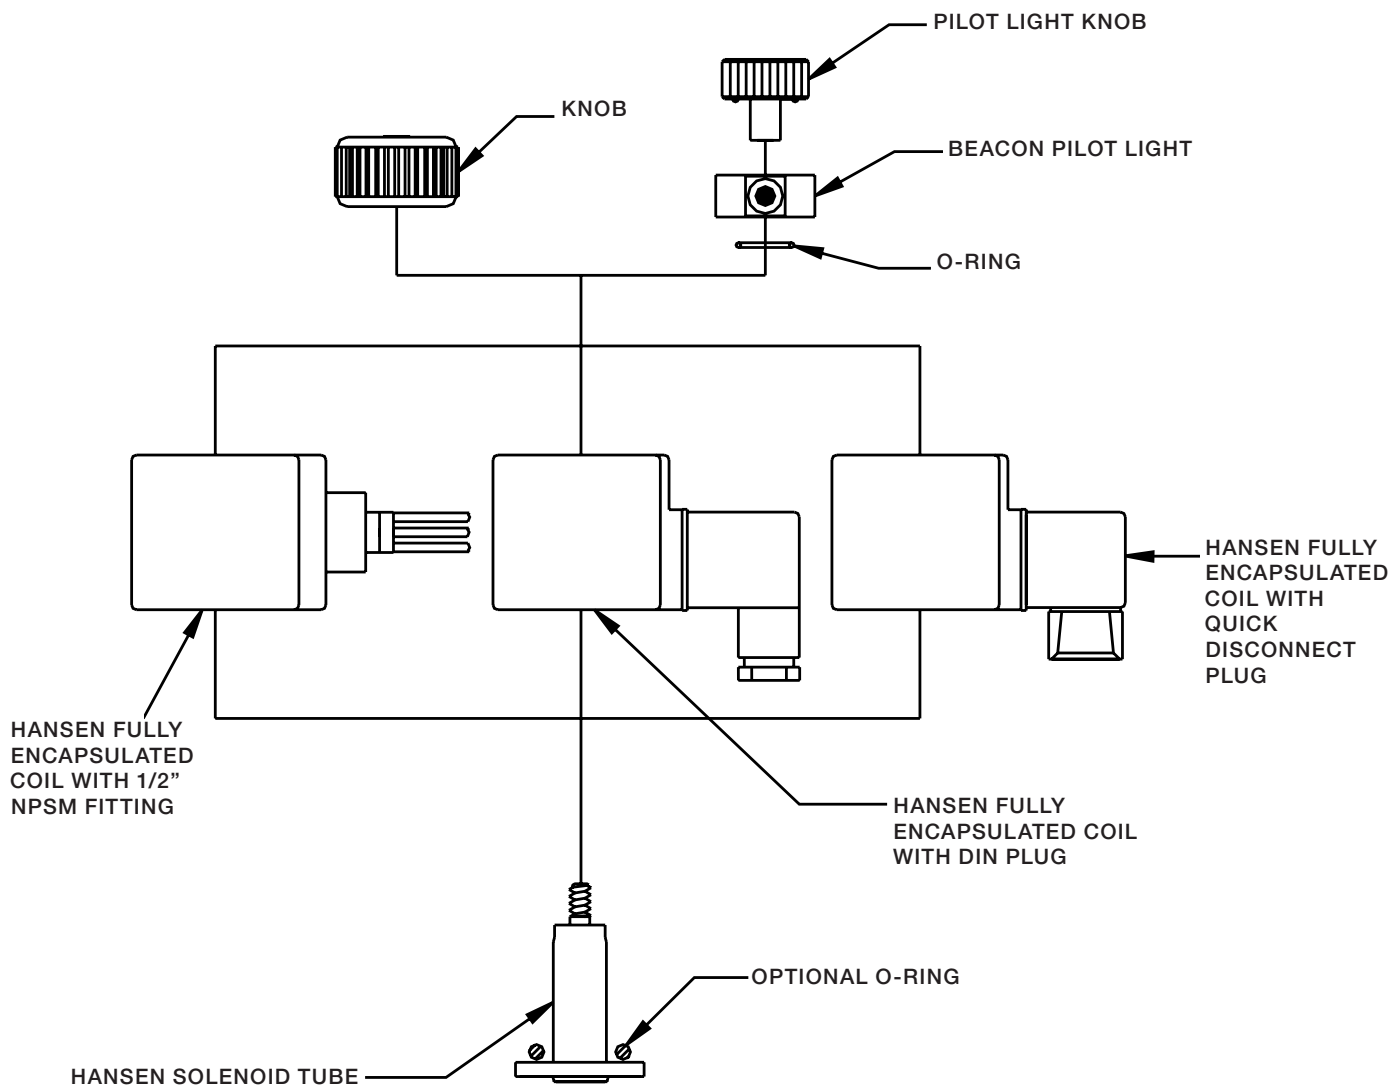 PILOT LIGHT KNOB
KNOB
BEACON PILOT LIGHT
O-RING
HANSEN FULLY
ENCAPSULATED
COIL WITH
QUICK
DISCONNECT
PLUG
HANSEN FULLY
ENCAPSULATED
COIL WITH 1/2”
NPSM FITTING
HANSEN FULLY
ENCAPSULATED COIL
WITH DIN PLUG
OPTIONAL O-RING
HANSEN SOLENOID TUBE